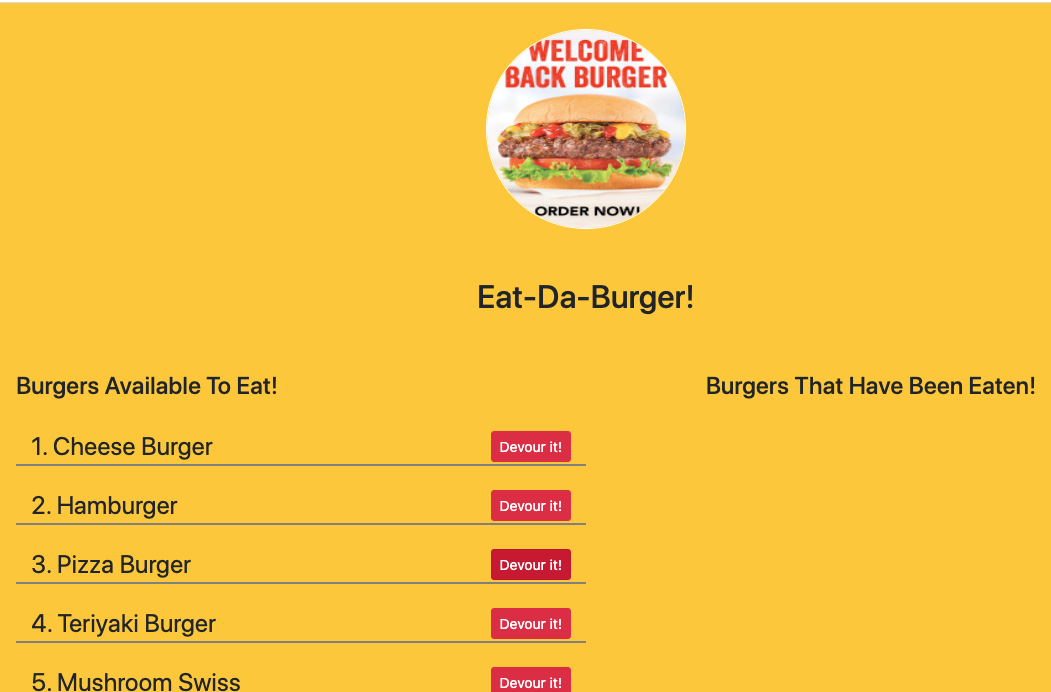 WELCOME
BACK BURGER
ORDER NOW!
Eat-Da-Burger!
Burgers Available To Eat!
Burgers That Have Been Eaten!
1. Cheese Burger
Devour it!
2. Hamburger
Devour it!
3. Pizza Burger
Devour it!
4. Teriyaki Burger
Devour it!
5. Mushroom Swiss
Devour it!